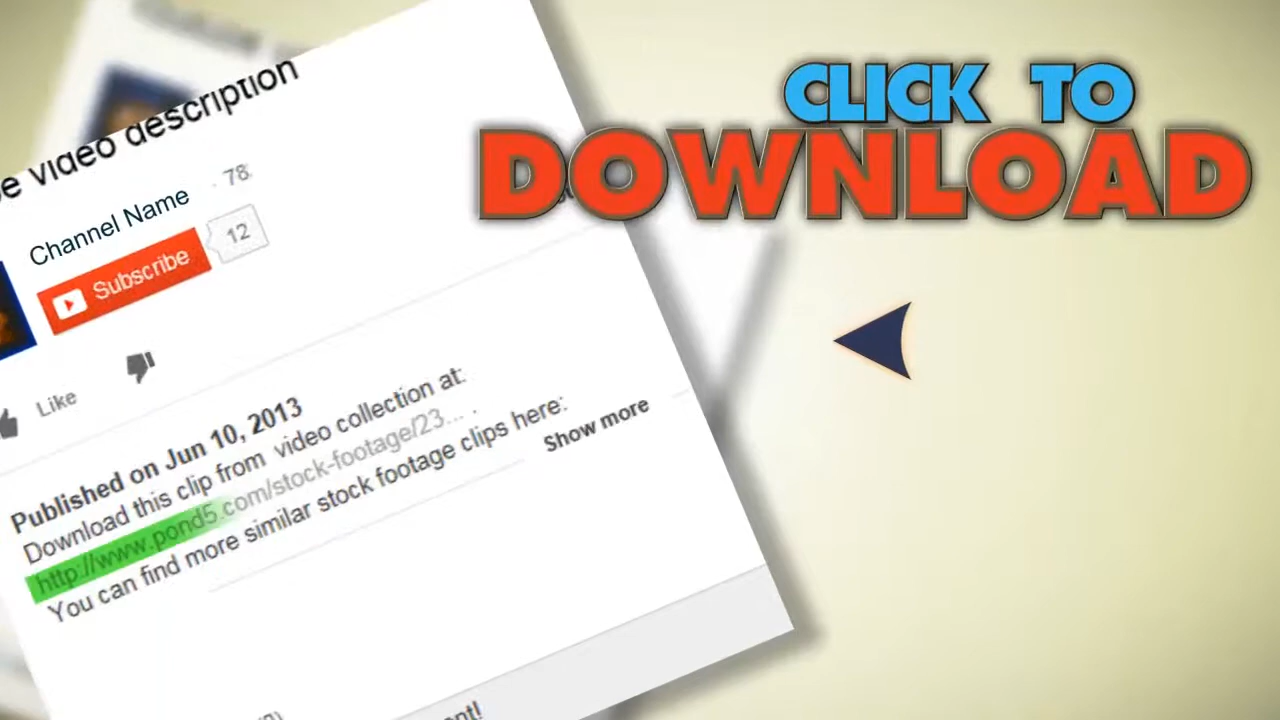 CLICK TO
DOWNLOAD
video description
Channel Name
78
Subscribe
12
Like
Published on Jun 10, 2013
Download this clip from video collection at:
http://www.pond5.com/stock-footage/23... .
You can find more similar stock footage clips here:
Show more